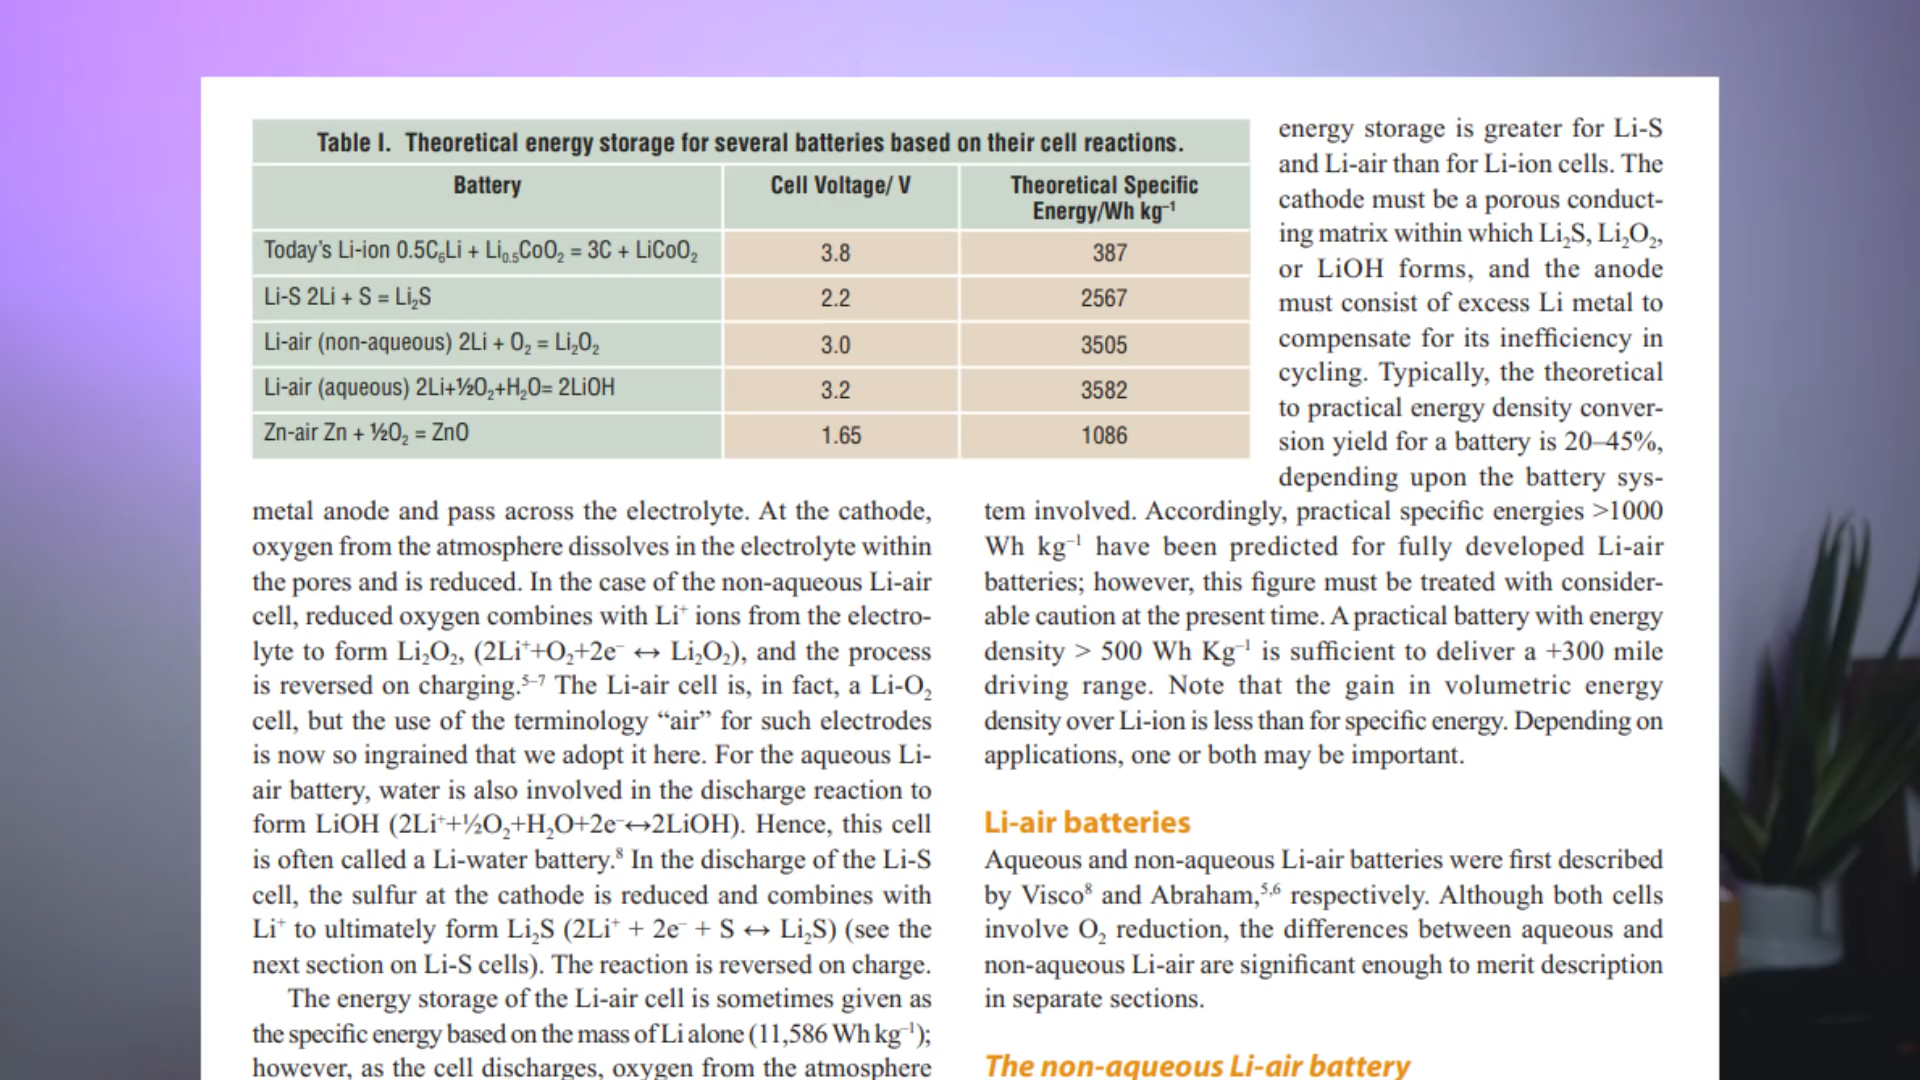 Table I. Theoretical energy storage for several batteries based on their cell reactions.
Battery Cell Voltage/ V Theoretical Specific Energy/Wh kg⁻¹
Today's Li-ion 0.5C₆Li + Li₀.₅CoO₂ = 3C + LiCoO₂ 3.8 387
Li-S 2Li + S = Li₂S 2.2 2567
Li-air (non-aqueous) 2Li + O₂ = Li₂O₂ 3.0 3505
Li-air (aqueous) 2Li+½O₂+H₂O= 2LiOH 3.2 3582
Zn-air Zn + ½O₂ = ZnO 1.65 1086
metal anode and pass across the electrolyte. At the cathode,
oxygen from the atmosphere dissolves in the electrolyte within
the pores and is reduced. In the case of the non-aqueous Li-air
cell, reduced oxygen combines with Li⁺ ions from the electro-
lyte to form Li₂O₂, (2Li⁺+O₂+2e⁻ ↔ Li₂O₂), and the process
is reversed on charging.⁵⁻⁷ The Li-air cell is, in fact, a Li-O₂
cell, but the use of the terminology “air” for such electrodes
is now so ingrained that we adopt it here. For the aqueous Li-
air battery, water is also involved in the discharge reaction to
form LiOH (2Li⁺+½O₂+H₂O+2e⁻↔2LiOH). Hence, this cell
is often called a Li-water battery.⁸ In the discharge of the Li-S
cell, the sulfur at the cathode is reduced and combines with
Li⁺ to ultimately form Li₂S (2Li⁺ + 2e⁻ + S ↔ Li₂S) (see the
next section on Li-S cells). The reaction is reversed on charge.
The energy storage of the Li-air cell is sometimes given as
the specific energy based on the mass of Li alone (11,586 Wh kg⁻¹);
however, as the cell discharges, oxygen from the atmosphere
energy storage is greater for Li-S
and Li-air than for Li-ion cells. The
cathode must be a porous conduct-
ing matrix within which Li₂S, Li₂O₂,
or LiOH forms, and the anode
must consist of excess Li metal to
compensate for its inefficiency in
cycling. Typically, the theoretical
to practical energy density conver-
sion yield for a battery is 20–45%,
depending upon the battery sys-
tem involved. Accordingly, practical specific energies >1000
Wh kg⁻¹ have been predicted for fully developed Li-air
batteries; however, this figure must be treated with consider-
able caution at the present time. A practical battery with energy
density > 500 Wh Kg⁻¹ is sufficient to deliver a +300 mile
driving range. Note that the gain in volumetric energy
density over Li-ion is less than for specific energy. Depending on
applications, one or both may be important.
Li-air batteries
Aqueous and non-aqueous Li-air batteries were first described
by Visco⁸ and Abraham,⁵,⁶ respectively. Although both cells
involve O₂ reduction, the differences between aqueous and
non-aqueous Li-air are significant enough to merit description
in separate sections.
The non-aqueous Li-air battery